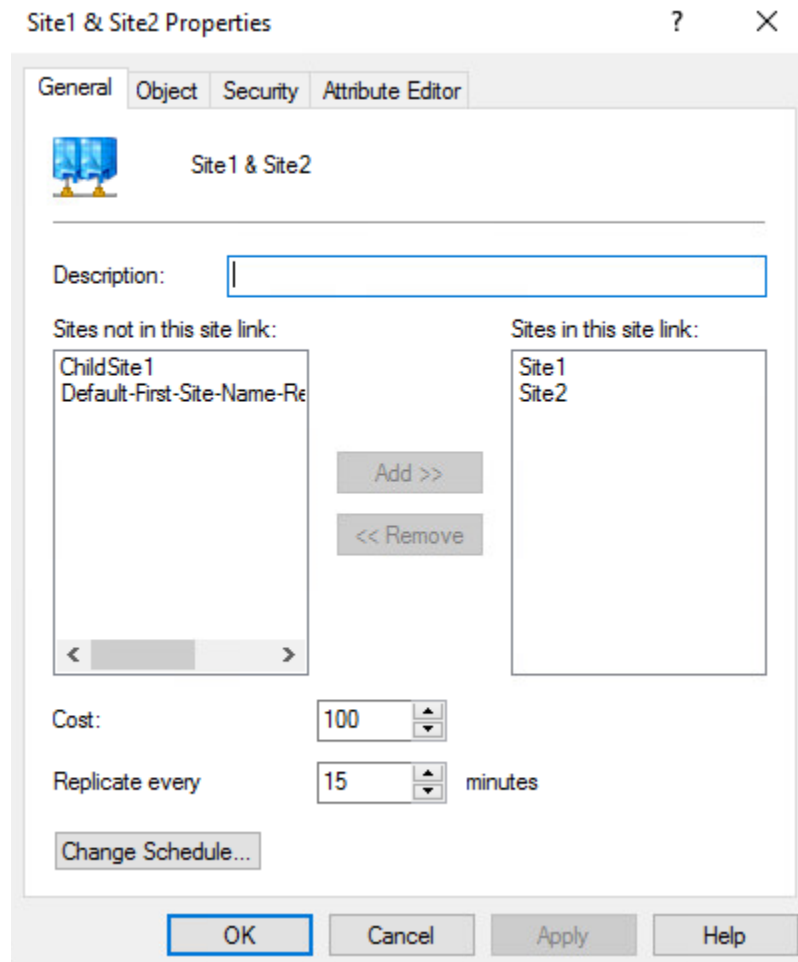 Site1 & Site2 Properties
General Object Security Attribute Editor
Site1 & Site2
Description:
Sites not in this site link: Sites in this site link:
ChildSite1 Site1
Default-First-Site-Name-Re Site2
Add >>
<< Remove
Cost: 100
Replicate every 15 minutes
Change Schedule...
OK Cancel Apply Help